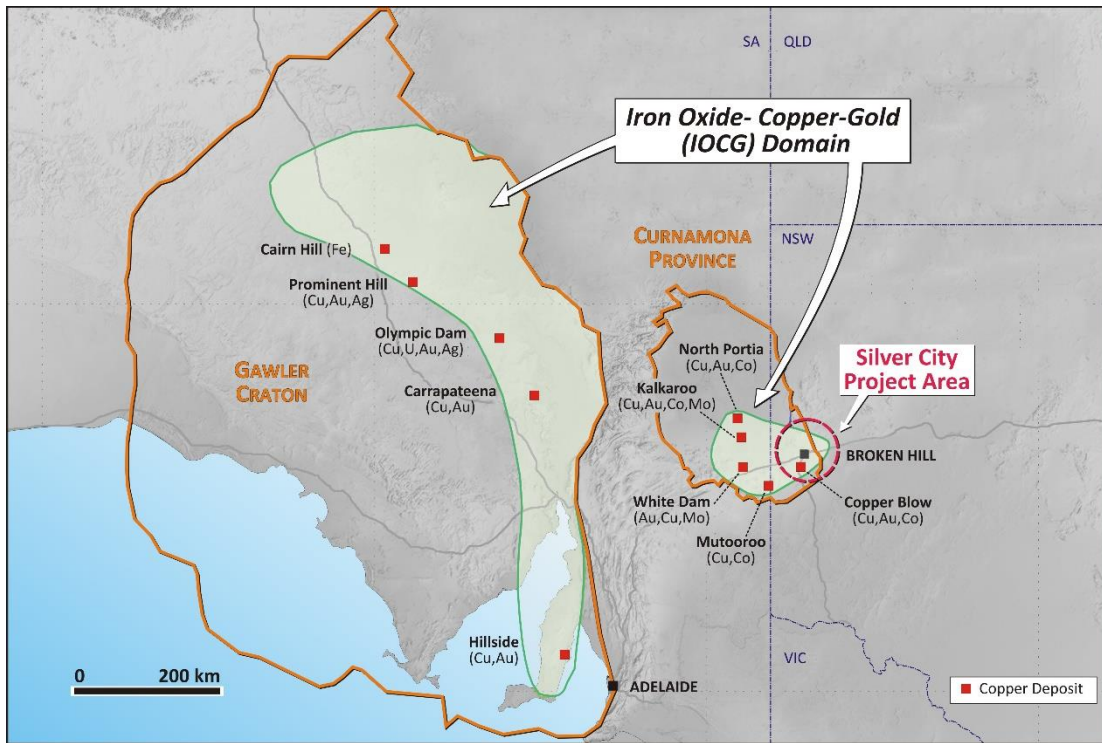 SA
QLD
Iron Oxide- Copper-Gold
(IOCG) Domain
CURNAMONA
PROVINCE
NSW
Cairn Hill (Fe)
Prominent Hill
(Cu,Au,Ag)
Olympic Dam
(Cu,U,Au,Ag)
GAWLER
CRATON
Carrapateena
(Cu,Au)
North Portia
(Cu,Au,Co)
Kalkaroo
(Cu,Au,Co,Mo)
Silver City
Project Area
BROKEN HILL
White Dam
(Au,Cu,Mo)
Copper Blow
(Cu,Au,Co)
Mutooroo
(Cu,Co)
Hillside
(Cu,Au)
VIC
0 200 km
ADELAIDE
Copper Deposit